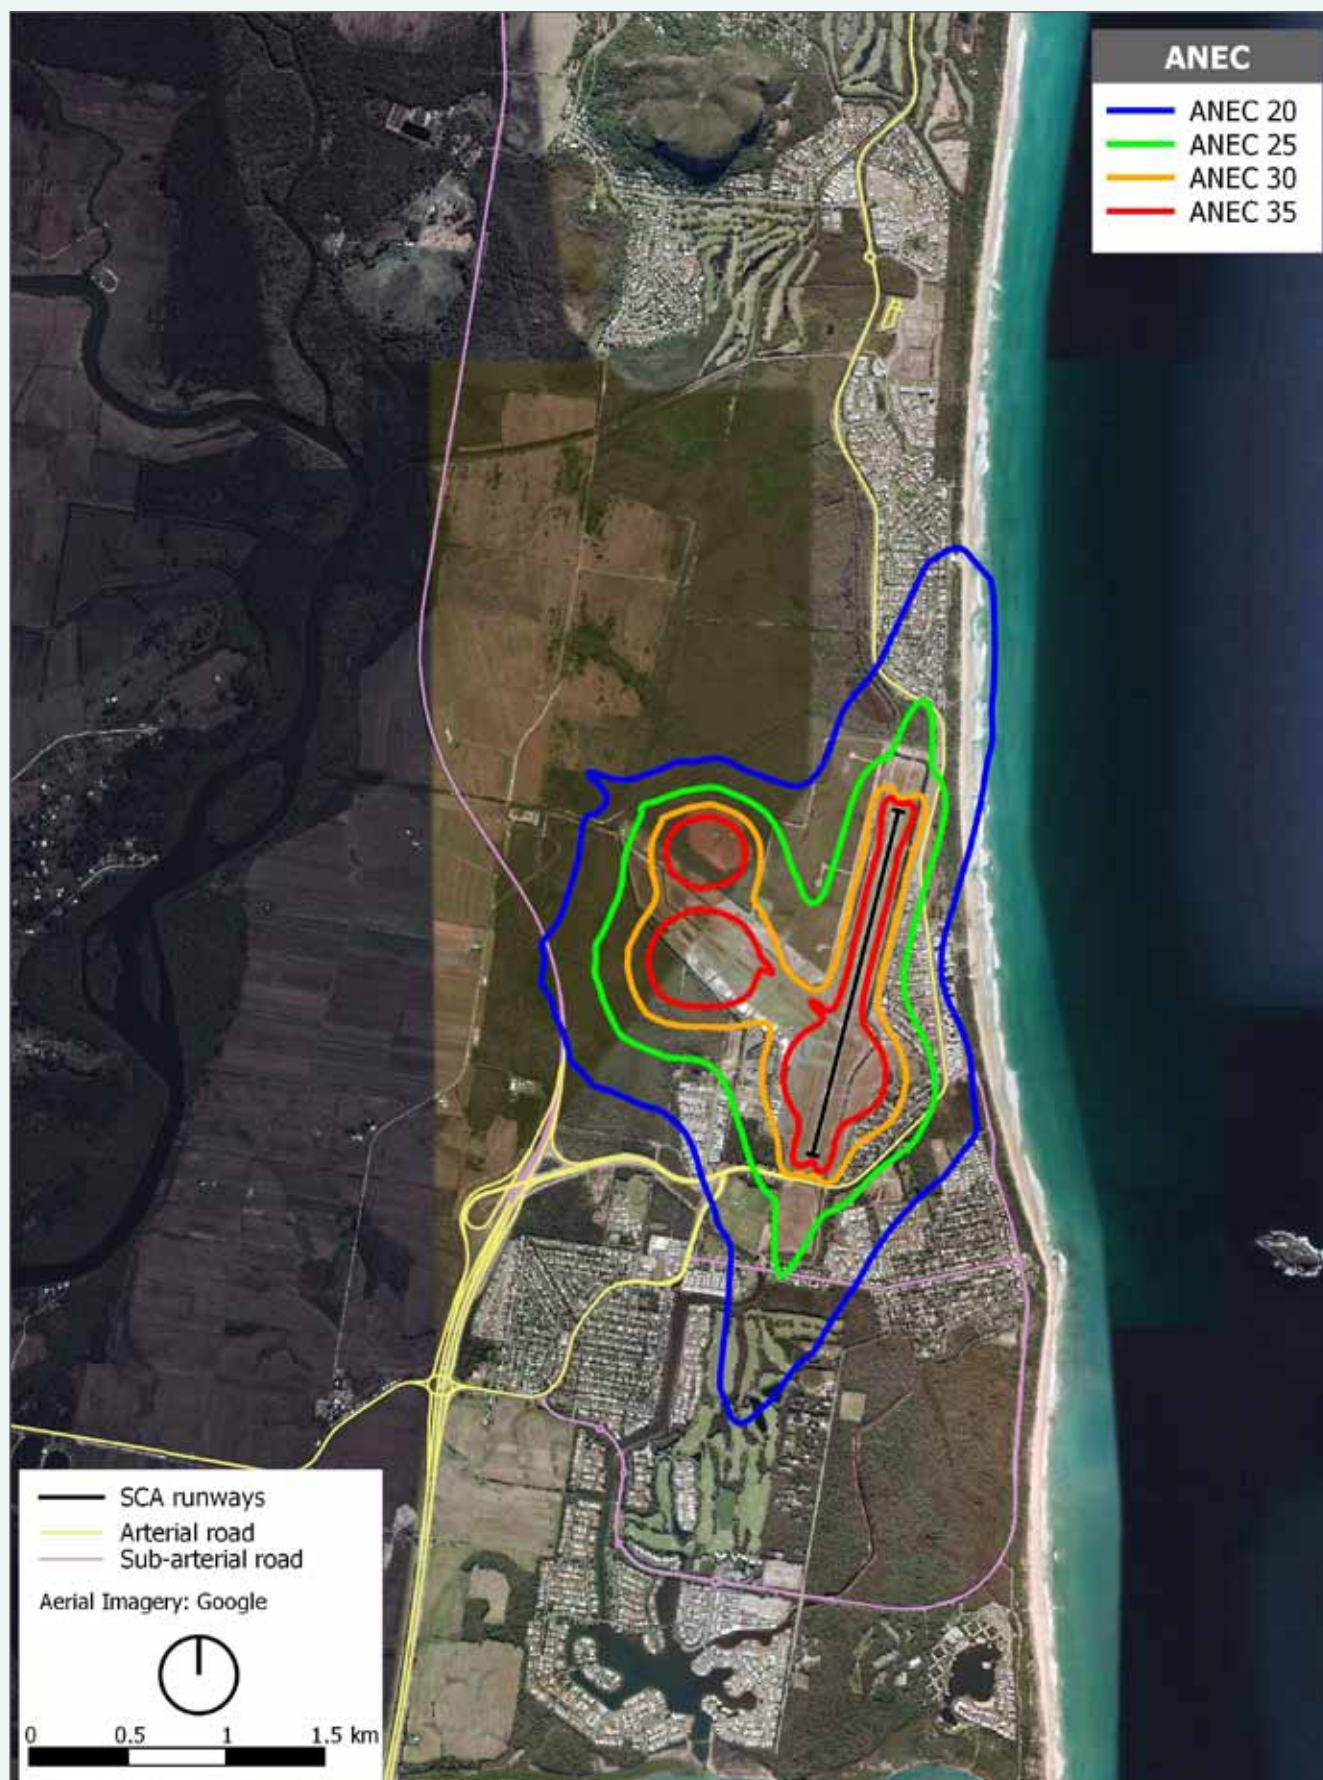 ANEC
ANEC 20
ANEC 25
ANEC 30
ANEC 35
SCA runways
Arterial road
Sub-arterial road
Aerial Imagery: Google
0 0.5 1 1.5 km